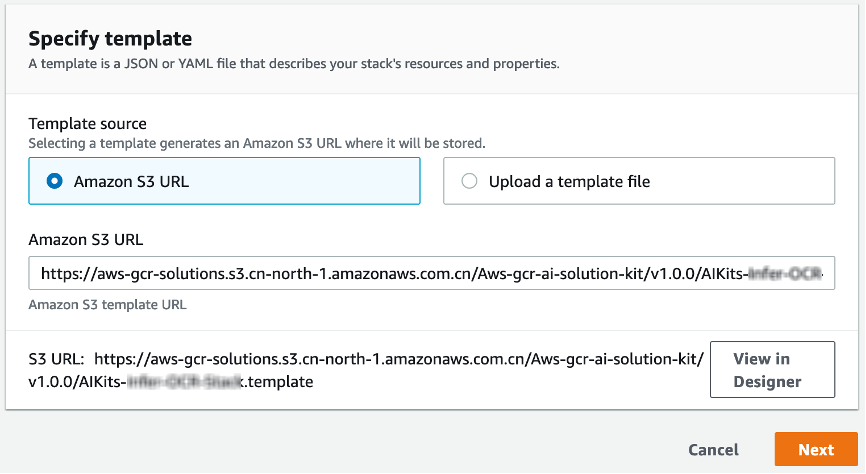 Specify template
A template is a JSON or YAML file that describes your stack's resources and properties.
Template source
Selecting a template generates an Amazon S3 URL where it will be stored.
Amazon S3 URL
Upload a template file
Amazon S3 URL
https://aws-gcr-solutions.s3.cn-north-1.amazonaws.com.cn/Aws-gcr-ai-solution-kit/v1.0.0/AIKits-
Amazon S3 template URL
S3 URL: https://aws-gcr-solutions.s3.cn-north-1.amazonaws.com.cn/Aws-gcr-ai-solution-kit/
v1.0.0/AIKits- .template
View in
Designer
Cancel
Next